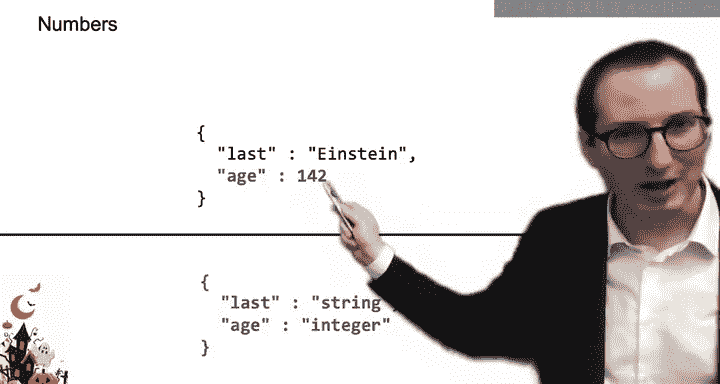 Numbers
{
"last" : "Einstein",
"age" : 142
}
{
"last" : "string",
"age" : "integer"
}